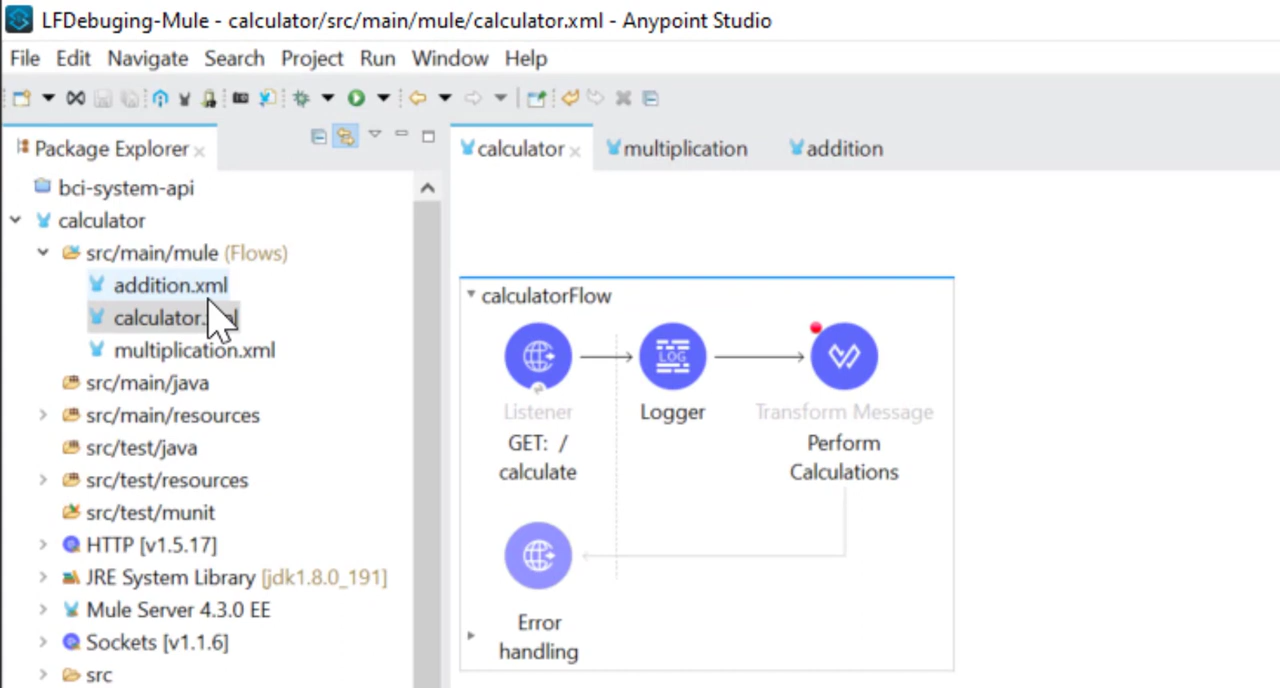 LFDebuging-Mule - calculator/src/main/mule/calculator.xml - Anypoint Studio
File Edit Navigate Search Project Run Window Help
Package Explorer
calculator multiplication addition
bci-system-api
calculator
src/main/mule (Flows)
addition.xml
calculator.
multiplication.xml
src/main/java
src/main/resources
src/test/java
src/test/resources
src/test/munit
HTTP [v1.5.17]
JRE System Library [jdk1.8.0_191]
Mule Server 4.3.0 EE
Sockets [v1.1.6]
src
calculatorFlow
LOG
Listener
GET: /
calculate
Logger
Transform Message
Perform
Calculations
Error
handling